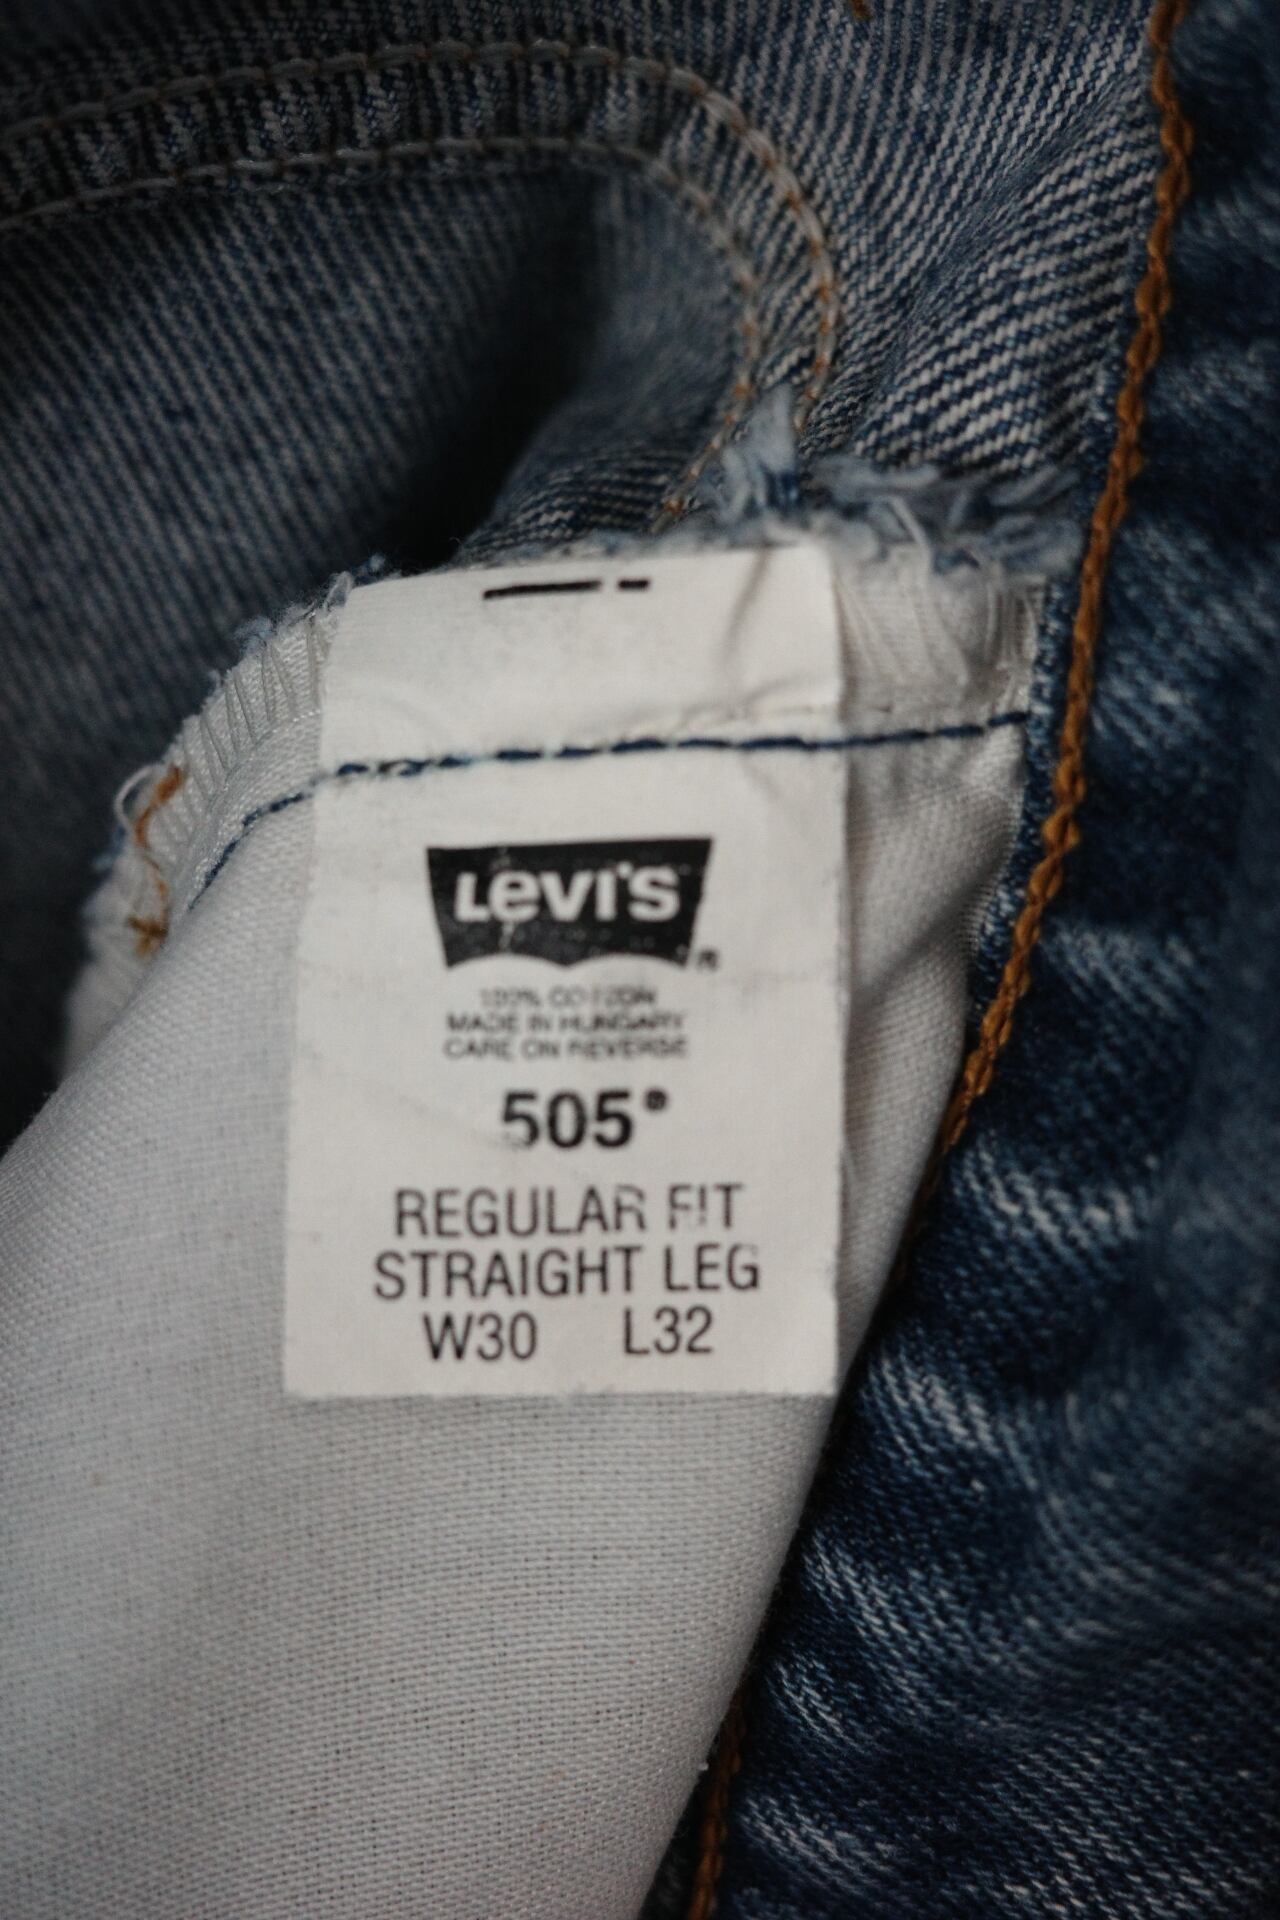 LEVI'S ®
100% COTTON
MADE IN HUNGARY
CARE ON REVERSE
505®
REGULAR FIT
STRAIGHT LEG
W30 L32